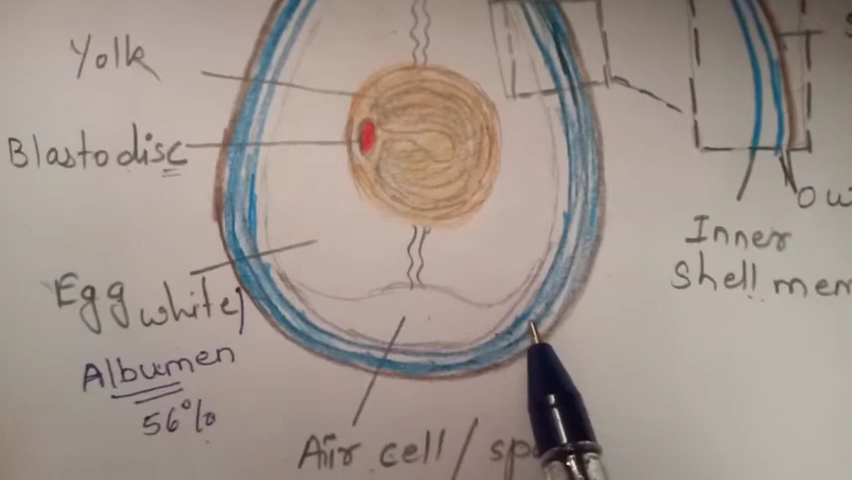 Yolk
Blastodisc
Egg white,
Albumen
56%
Air cell /
Inner
shell